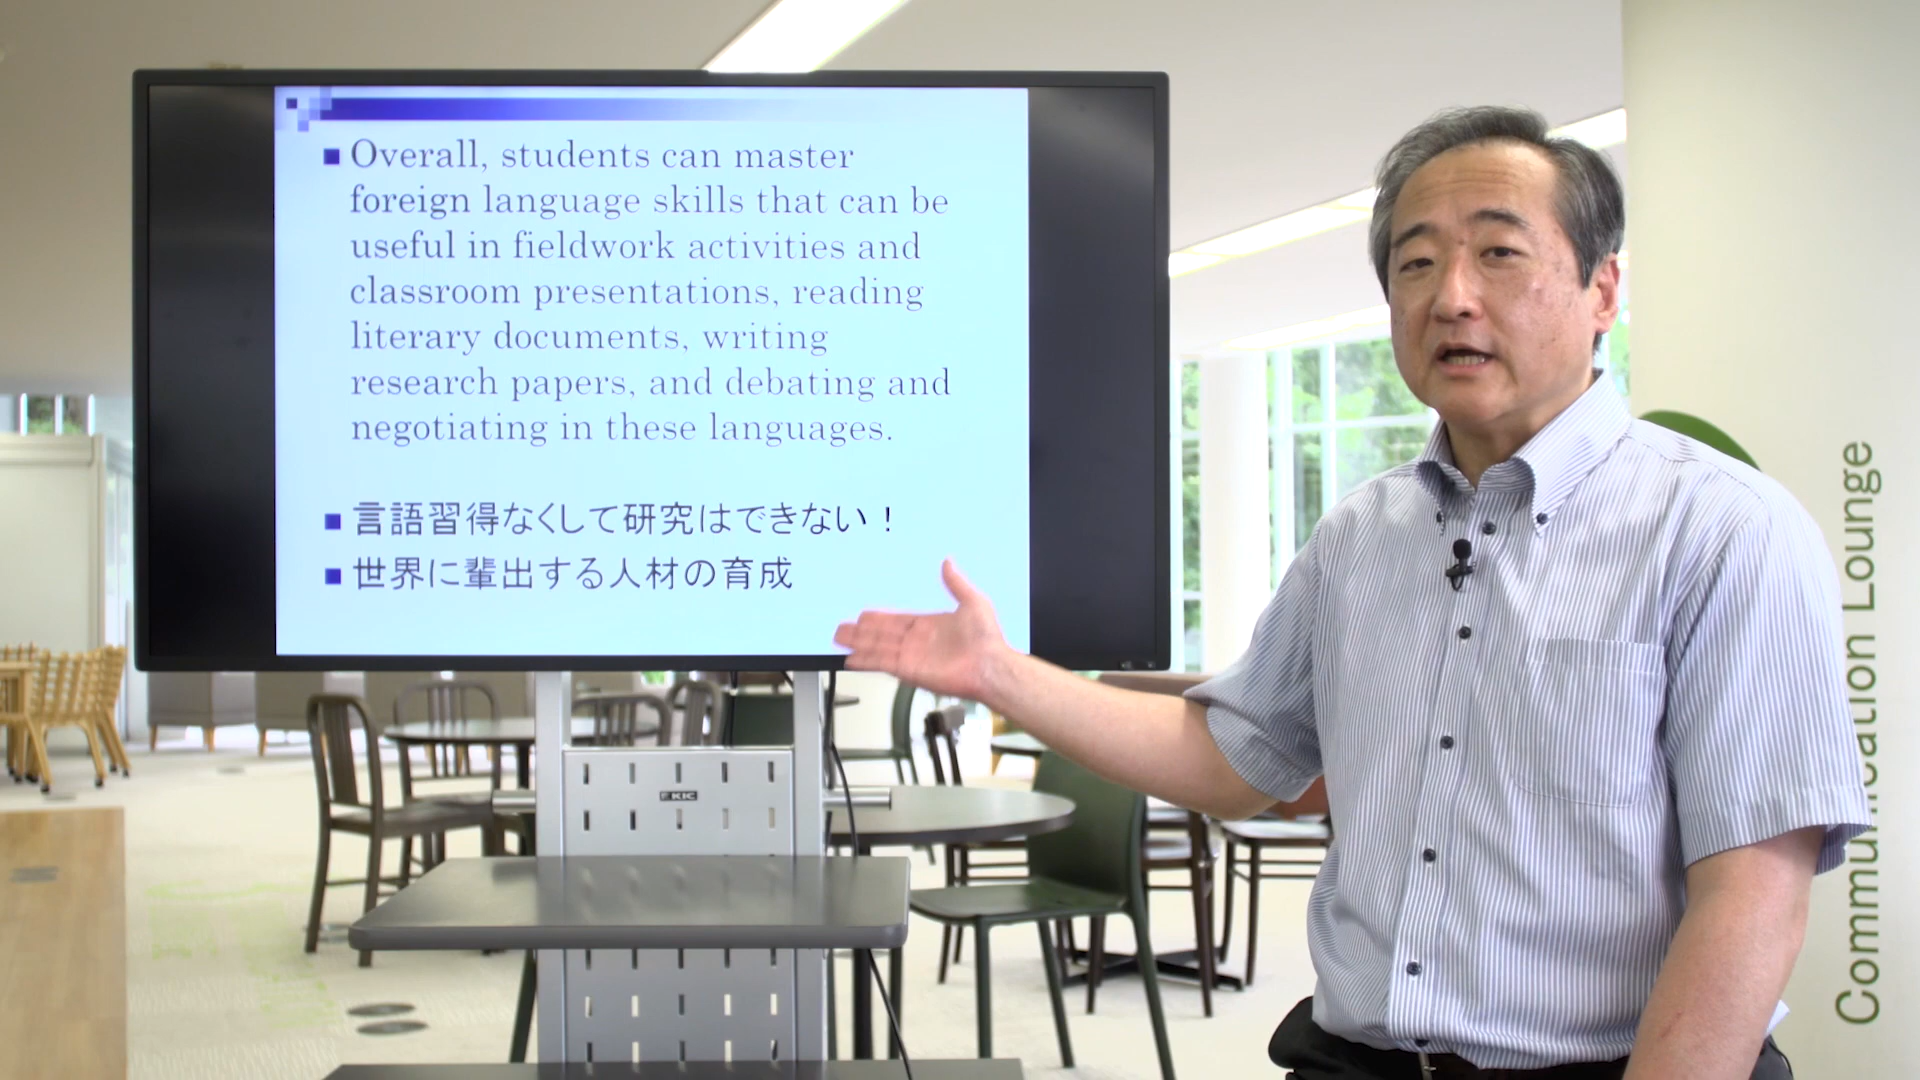 Overall, students can master
foreign language skills that can be
useful in fieldwork activities and
classroom presentations, reading
literary documents, writing
research papers, and debating and
negotiating in these languages.
言語習得なくして研究はできない！
世界に輩出する人材の育成
KIC
Communication Lounge